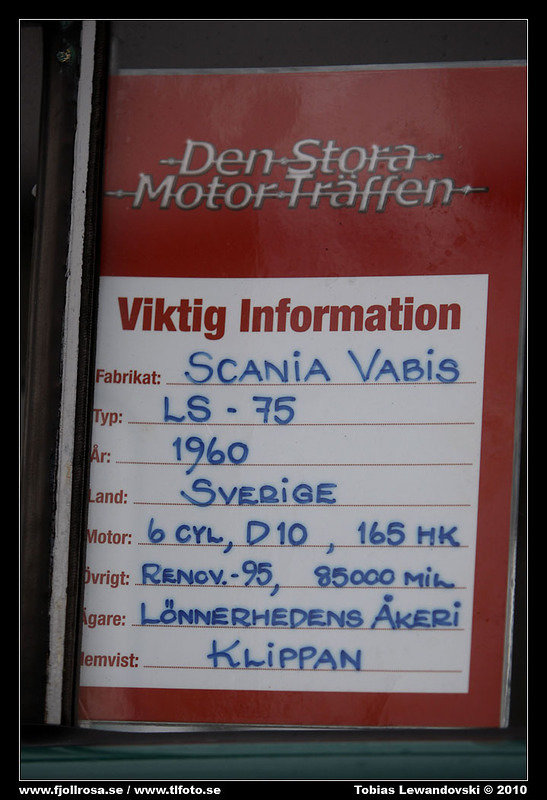 Den Stora
Motor Träffen
Viktig Information
Fabrikat: SCANIA VABIS
Typ: LS - 75
År: 1960
Land: SVERIGE
Motor: 6 CYL, D10 , 165 HK
Övrigt: RENOV.-95, 85000 MIL
Ägare: LÖNNERHEDENS ÅKERI
Hemvist: KLIPPAN
www.fjollrosa.se / www.tlfoto.se Tobias Lewandovski © 2010